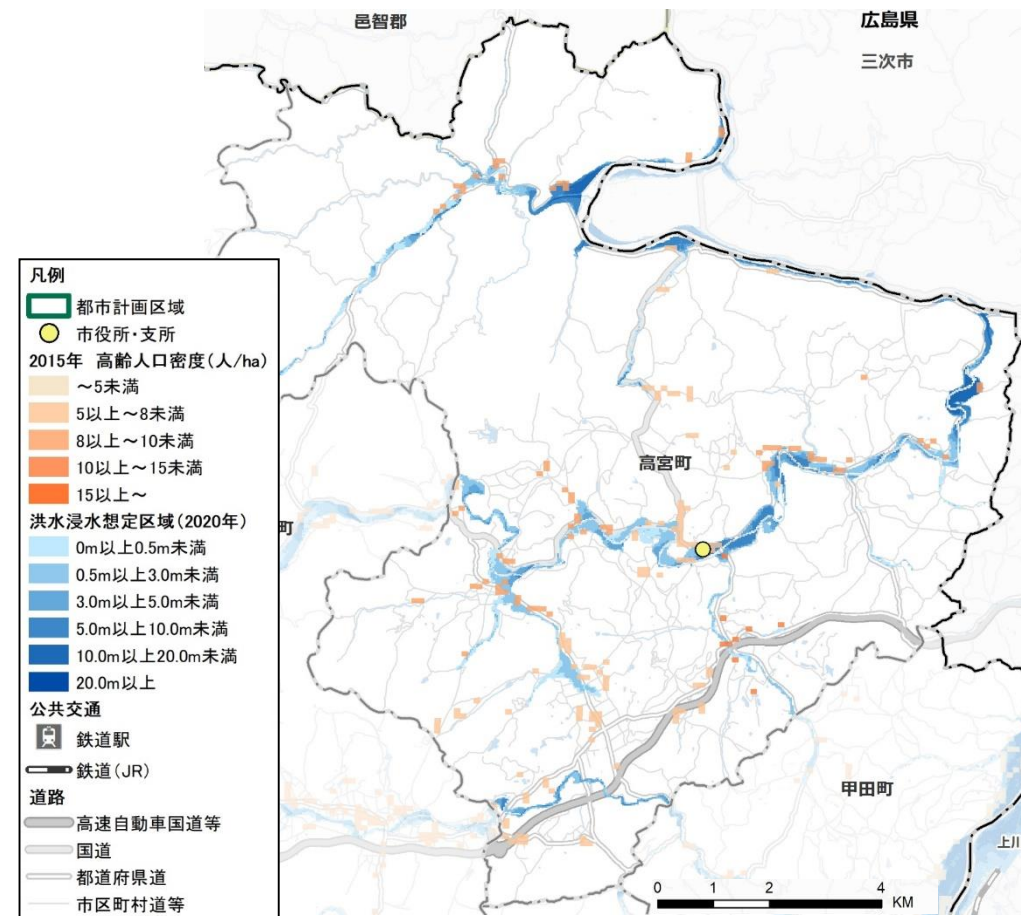 邑智郡
広島県
三次市
高宮町
町
甲田町
上川
凡例
都市計画区域
市役所・支所
2015年 高齢人口密度(人/ha)
～5未満
5以上～8未満
8以上～10未満
10以上～15未満
15以上～
洪水浸水想定区域(2020年)
0m以上0.5m未満
0.5m以上3.0m未満
3.0m以上5.0m未満
5.0m以上10.0m未満
10.0m以上20.0m未満
20.0m以上
公共交通
鉄道駅
鉄道(JR)
道路
高速自動車国道等
国道
都道府県道
市区町村道等
0 1 2 4
KM